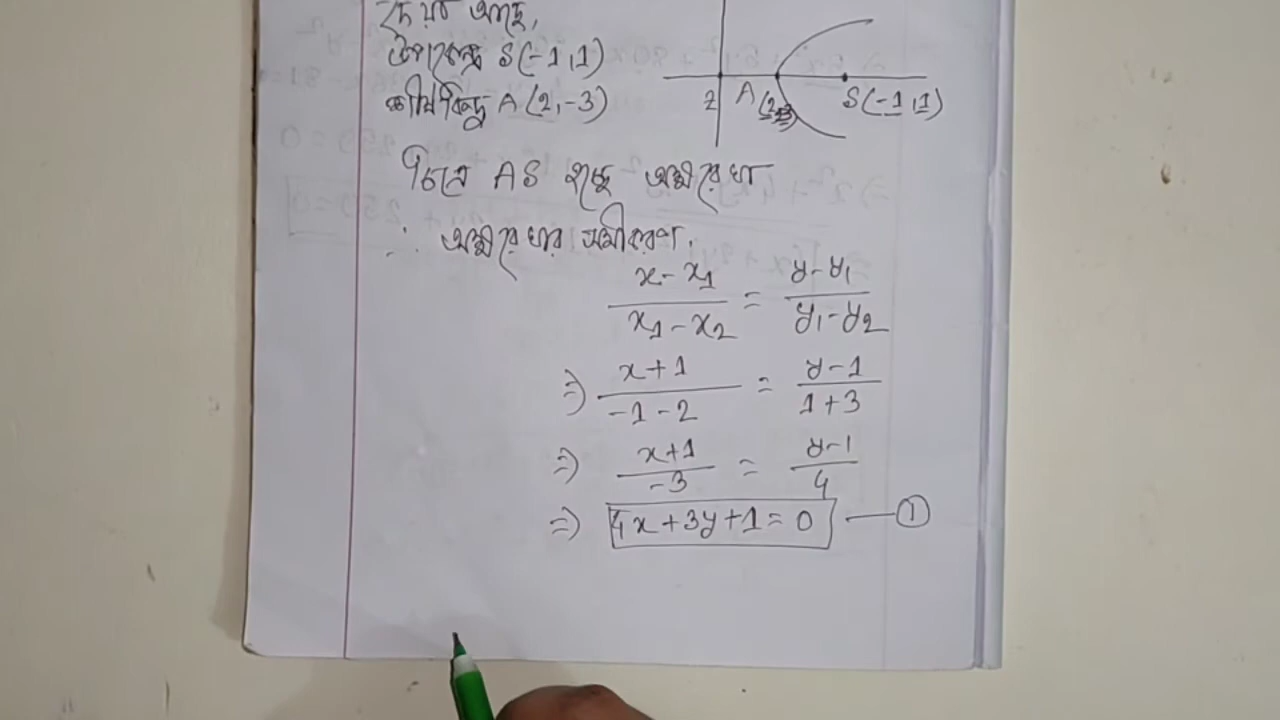 দেয়া আছে,
উপকেন্দ্র S(-1,1)
শীর্ষবিন্দু A(2,-3)
Z A(2,-3) S(-1,1)
চিত্রে AS হচ্ছে অক্ষরেখা
∴ অক্ষরেখার সমীকরণ,
(x-x₁)/(x₁-x₂) = (y-y₁)/(y₁-y₂)
⇒ (x+1)/(-1-2) = (y-1)/(1+3)
⇒ (x+1)/(-3) = (y-1)/4
⇒ 4x+3y+1=0 — ①